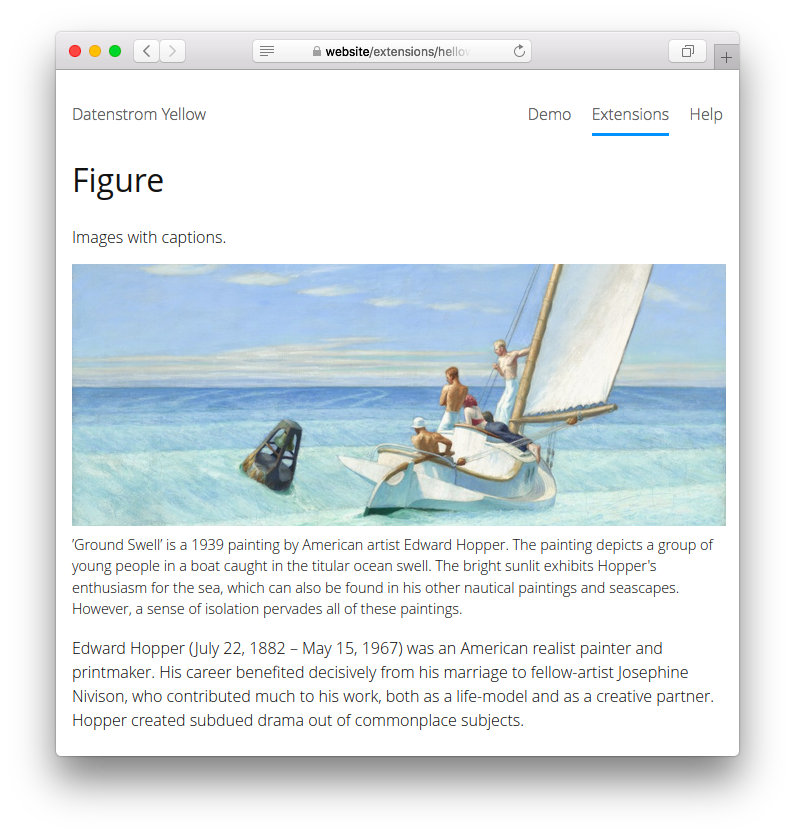 website/extensions/hello
Datenstrom Yellow
Demo
Extensions
Help
Figure
Images with captions.
‘Ground Swell’ is a 1939 painting by American artist Edward Hopper. The painting depicts a group of
young people in a boat caught in the titular ocean swell. The bright sunlit exhibits Hopper's
enthusiasm for the sea, which can also be found in his other nautical paintings and seascapes.
However, a sense of isolation pervades all of these paintings.
Edward Hopper (July 22, 1882 – May 15, 1967) was an American realist painter and
printmaker. His career benefited decisively from his marriage to fellow-artist Josephine
Nivison, who contributed much to his work, both as a life-model and as a creative partner.
Hopper created subdued drama out of commonplace subjects.